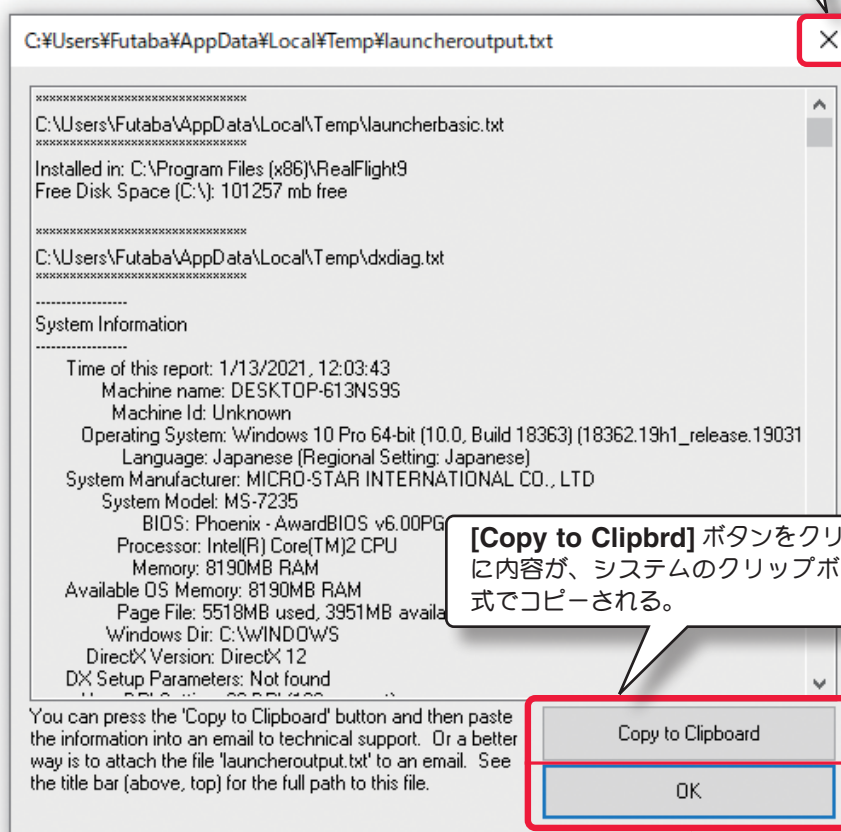 C:¥Users¥Futaba¥AppData¥Local¥Temp¥launcheroutput.txt
******************************
C:\Users\Futaba\AppData\Local\Temp\launcherbasic.txt
******************************
Installed in: C:\Program Files (x86)\RealFlight9
Free Disk Space (C:\): 101257 mb free
******************************
C:\Users\Futaba\AppData\Local\Temp\dxdiag.txt
******************************
------------------
System Information
------------------
Time of this report: 1/13/2021, 12:03:43
Machine name: DESKTOP-613NS9S
Machine Id: Unknown
Operating System: Windows 10 Pro 64-bit (10.0, Build 18363) (18362.19h1_release.19031
Language: Japanese (Regional Setting: Japanese)
System Manufacturer: MICRO-STAR INTERNATIONAL CO., LTD
System Model: MS-7235
BIOS: Phoenix - AwardBIOS v6.00PG
Processor: Intel(R) Core(TM)2 CPU
Memory: 8190MB RAM
Available OS Memory: 8190MB RAM
Page File: 5518MB used, 3951MB availa
Windows Dir: C:\WINDOWS
DirectX Version: DirectX 12
DX Setup Parameters: Not found
[Copy to Clipbrd] ボタンをクリ
に内容が、システムのクリップボ
式でコピーされる。
You can press the 'Copy to Clipboard' button and then paste
the information into an email to technical support. Or a better
way is to attach the file 'launcheroutput.txt' to an email. See
the title bar (above, top) for the full path to this file.
Copy to Clipboard
OK